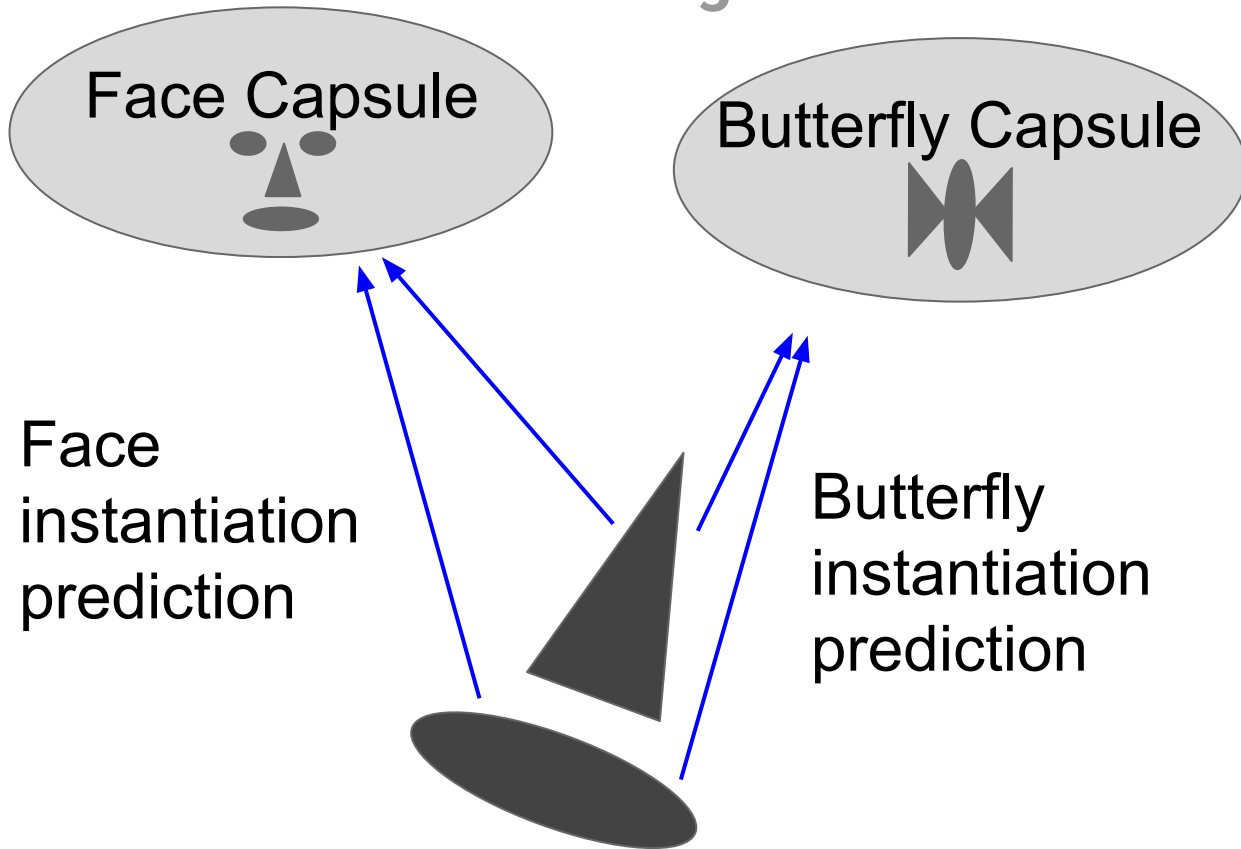 Face Capsule
Butterfly Capsule
Face
instantiation
prediction
Butterfly
instantiation
prediction